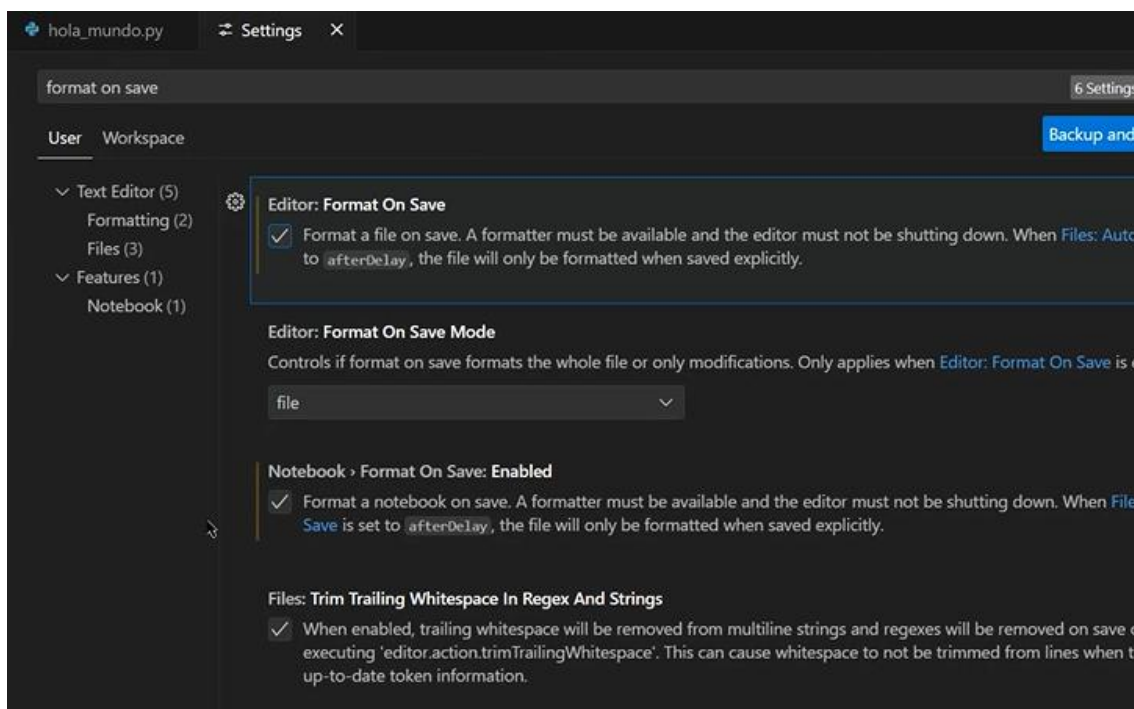 hola_mundo.py
Settings
format on save
6 Settings
User
Workspace
Backup and
Text Editor (5)
Formatting (2)
Files (3)
Features (1)
Notebook (1)
Editor: Format On Save
Format a file on save. A formatter must be available and the editor must not be shutting down. When Files: Auto
to afterDelay, the file will only be formatted when saved explicitly.
Editor: Format On Save Mode
Controls if format on save formats the whole file or only modifications. Only applies when Editor: Format On Save is
file
Notebook › Format On Save: Enabled
Format a notebook on save. A formatter must be available and the editor must not be shutting down. When File
Save is set to afterDelay, the file will only be formatted when saved explicitly.
Files: Trim Trailing Whitespace In Regex And Strings
When enabled, trailing whitespace will be removed from multiline strings and regexes will be removed on save
executing 'editor.action.trimTrailingWhitespace'. This can cause whitespace to not be trimmed from lines when
up-to-date token information.